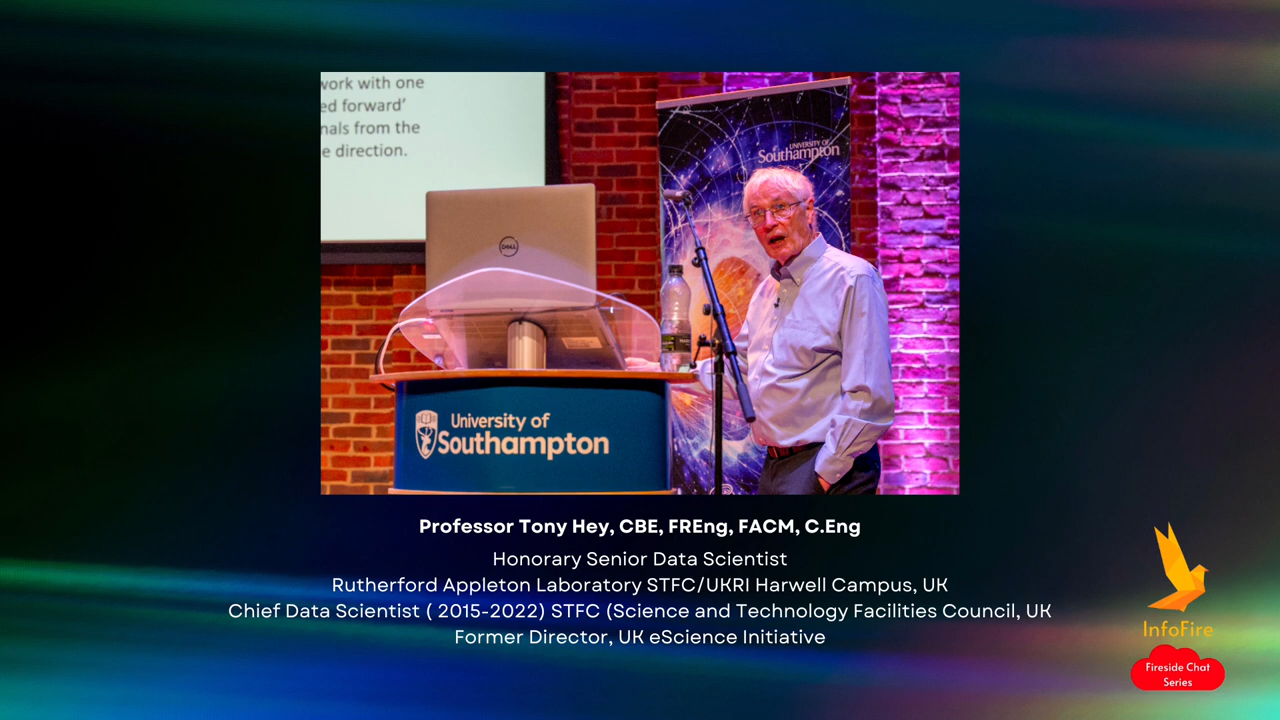 work with one
ed forward'
nals from the
e direction.
UNIVERSITY OF
Southampton
DELL
University of
Southampton
Professor Tony Hey, CBE, FREng, FACM, C.Eng
Honorary Senior Data Scientist
Rutherford Appleton Laboratory STFC/UKRI Harwell Campus, UK
Chief Data Scientist ( 2015-2022) STFC (Science and Technology Facilities Council, UK
Former Director, UK eScience Initiative
InfoFire
Fireside Chat
Series